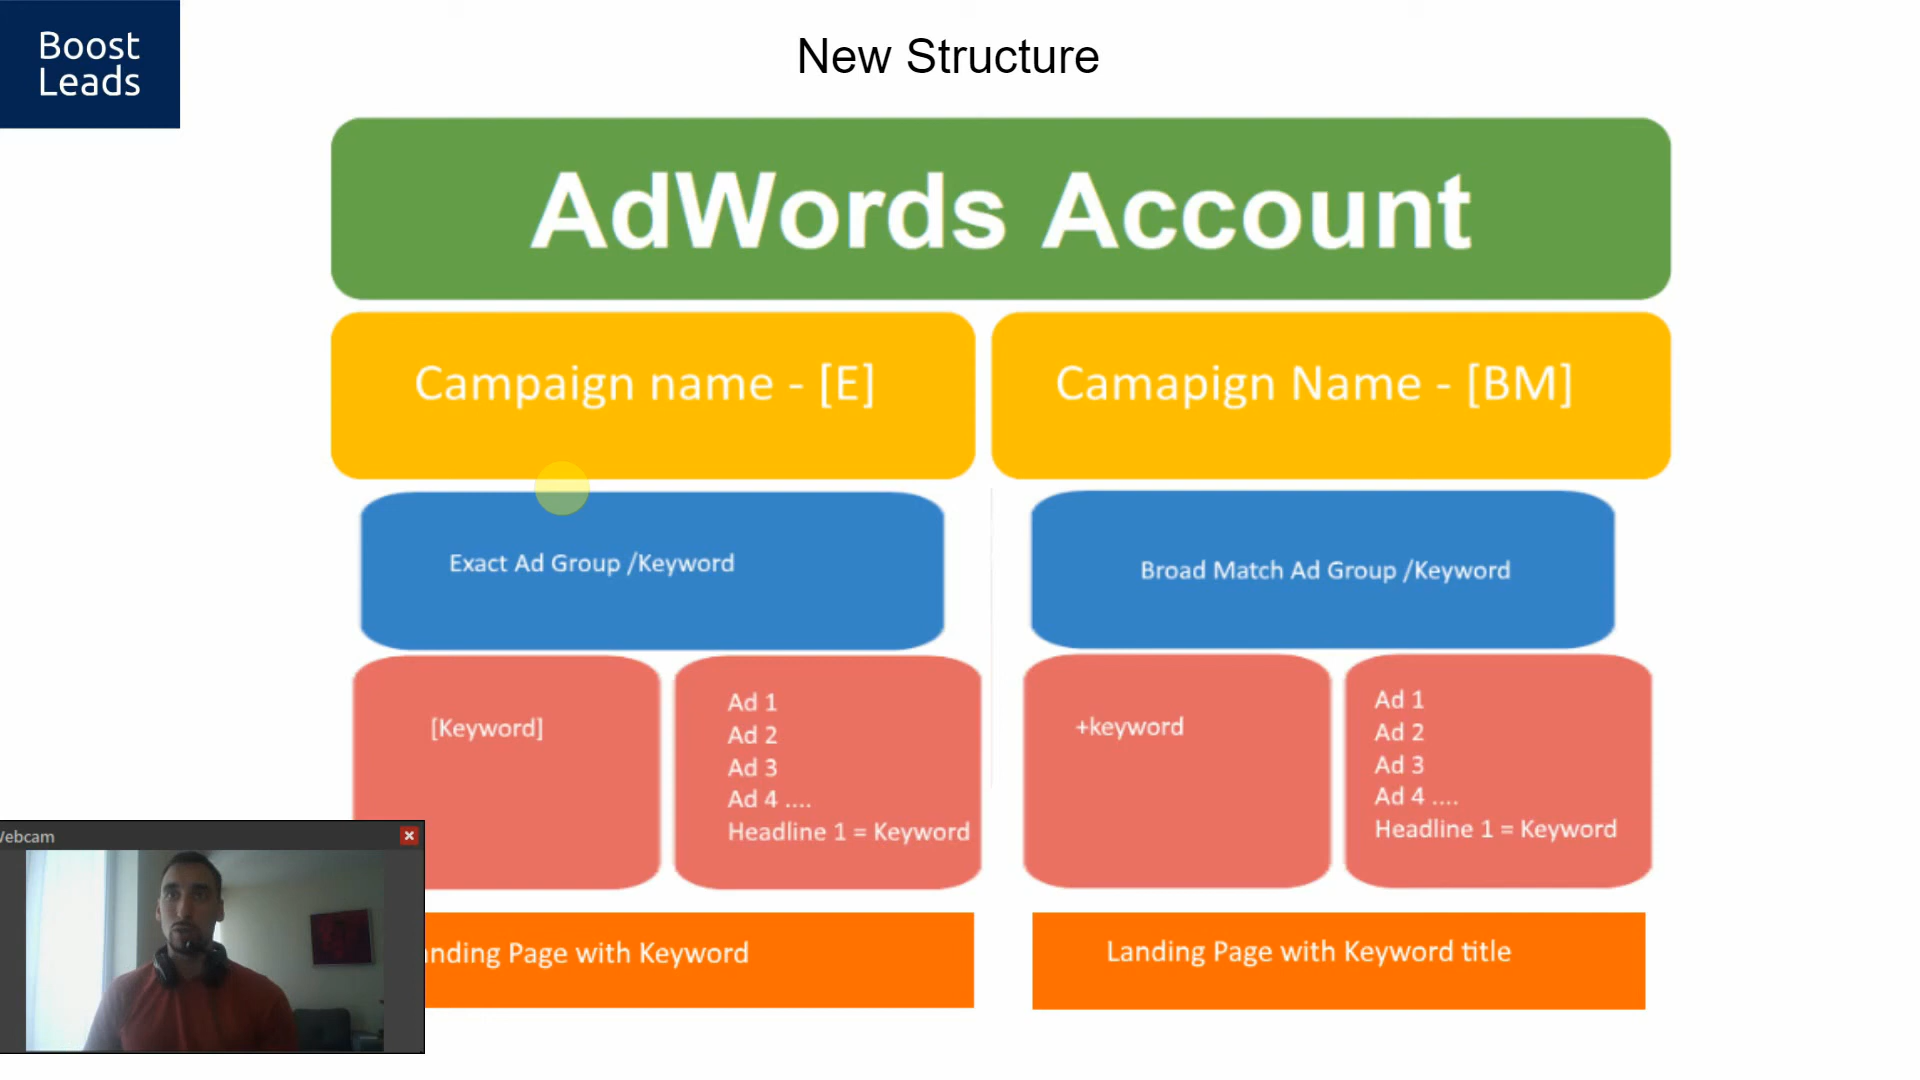 Boost
Leads
New Structure
AdWords Account
Campaign name - [E]
Camapign Name - [BM]
Exact Ad Group /Keyword
Broad Match Ad Group /Keyword
[Keyword]
Ad 1
Ad 2
Ad 3
Ad 4 ....
Headline 1 = Keyword
+keyword
Ad 1
Ad 2
Ad 3
Ad 4 ....
Headline 1 = Keyword
Webcam
anding Page with Keyword
Landing Page with Keyword title